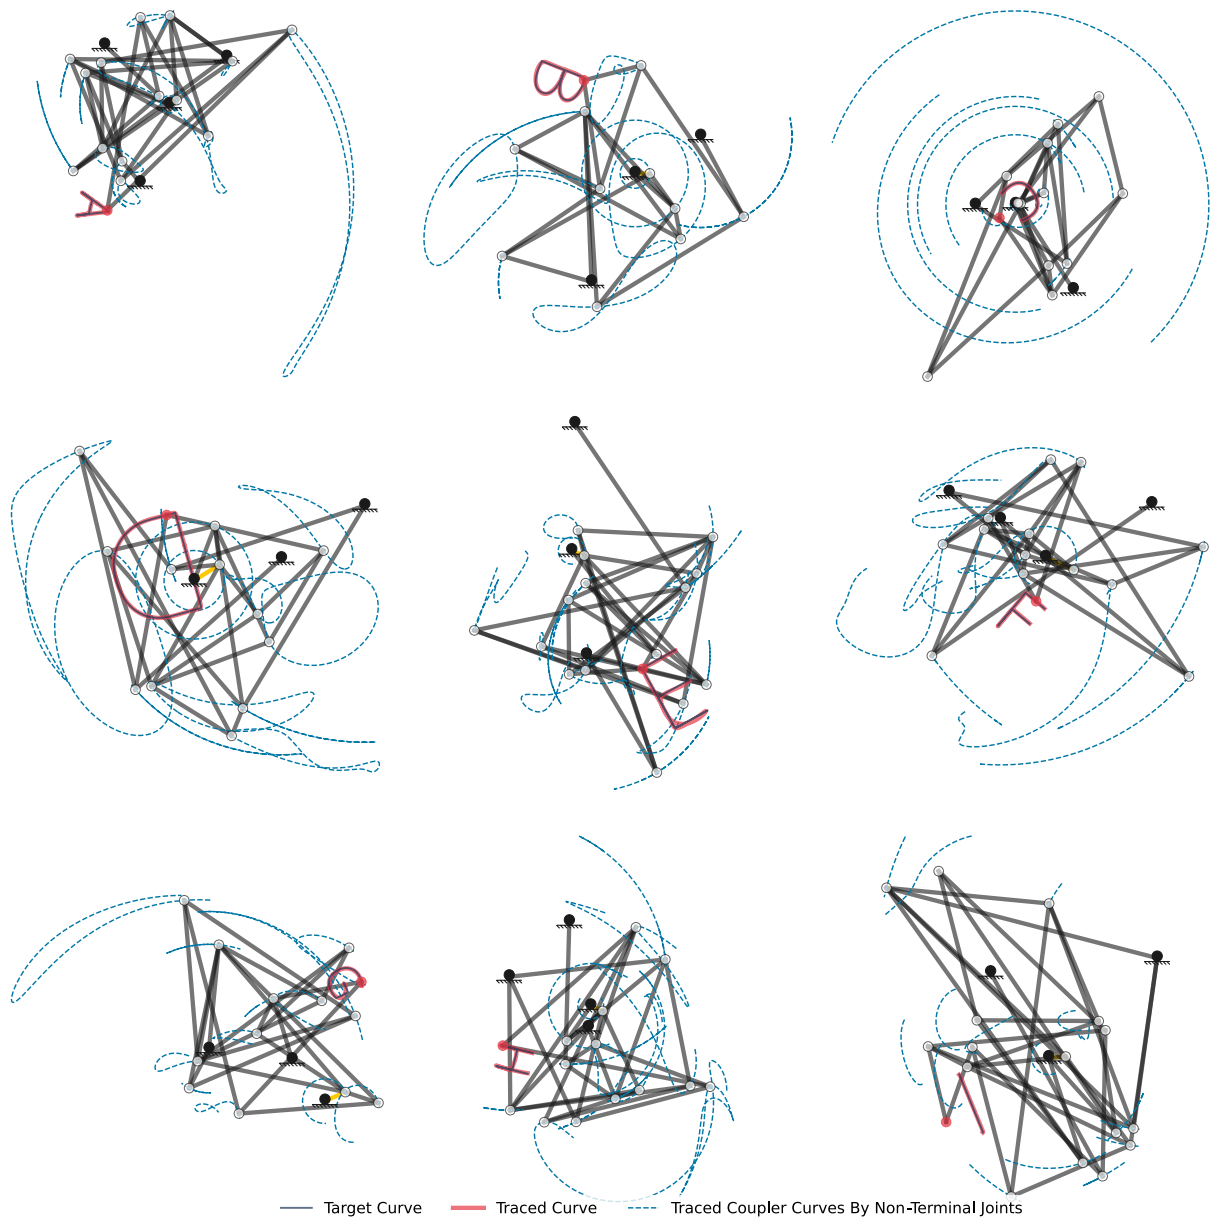 A
B
C
D
E
F
G
H
I
Target Curve
Traced Curve
Traced Coupler Curves By Non-Terminal Joints